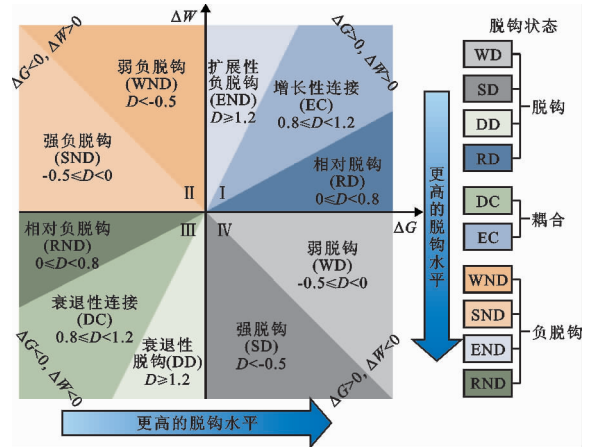 ΔW
脱钩状态
ΔG<0, ΔW>0
ΔG>0, ΔW>0
弱负脱钩
(WND)
D<-0.5
扩展性
负脱钩
(END)
D≥1.2
增长性连接
(EC)
0.8≤D<1.2
强负脱钩
(SND)
-0.5≤D<0
相对脱钩
(RD)
0≤D<0.8
II
I
III
IV
ΔG
相对负脱钩
(RND)
0≤D<0.8
弱脱钩
(WD)
-0.5≤D<0
衰退性连接
(DC)
0.8≤D<1.2
衰退性
脱钩(DD)
D≥1.2
强脱钩
(SD)
D<-0.5
ΔG<0, ΔW<0
ΔG>0, ΔW<0
更高的脱钩水平
更高的脱钩水平
WD
SD
DD
RD
脱钩
DC
EC
耦合
WND
SND
END
RND
负脱钩